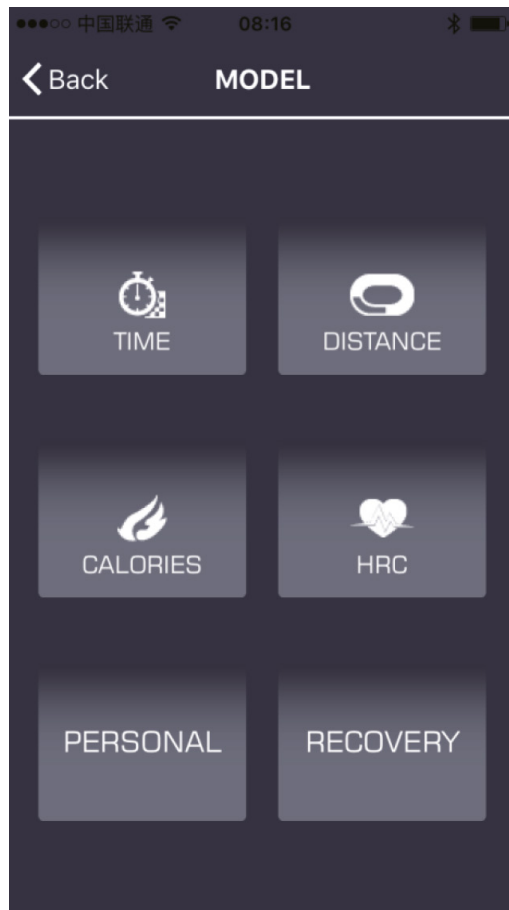 中国联通 08:16
Back MODEL
TIME DISTANCE
CALORIES HRC
PERSONAL RECOVERY